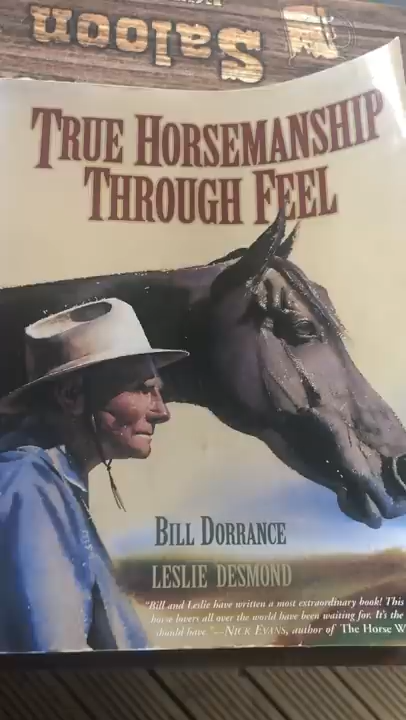 Saloon
TRUE HORSEMANSHIP
THROUGH FEEL
BILL DORRANCE
LESLIE DESMOND
"Bill and Leslie have written a most extraordinary book! This
horse lovers all over the world have been waiting for. It's the
should have."—NICK EVANS, author of The Horse W